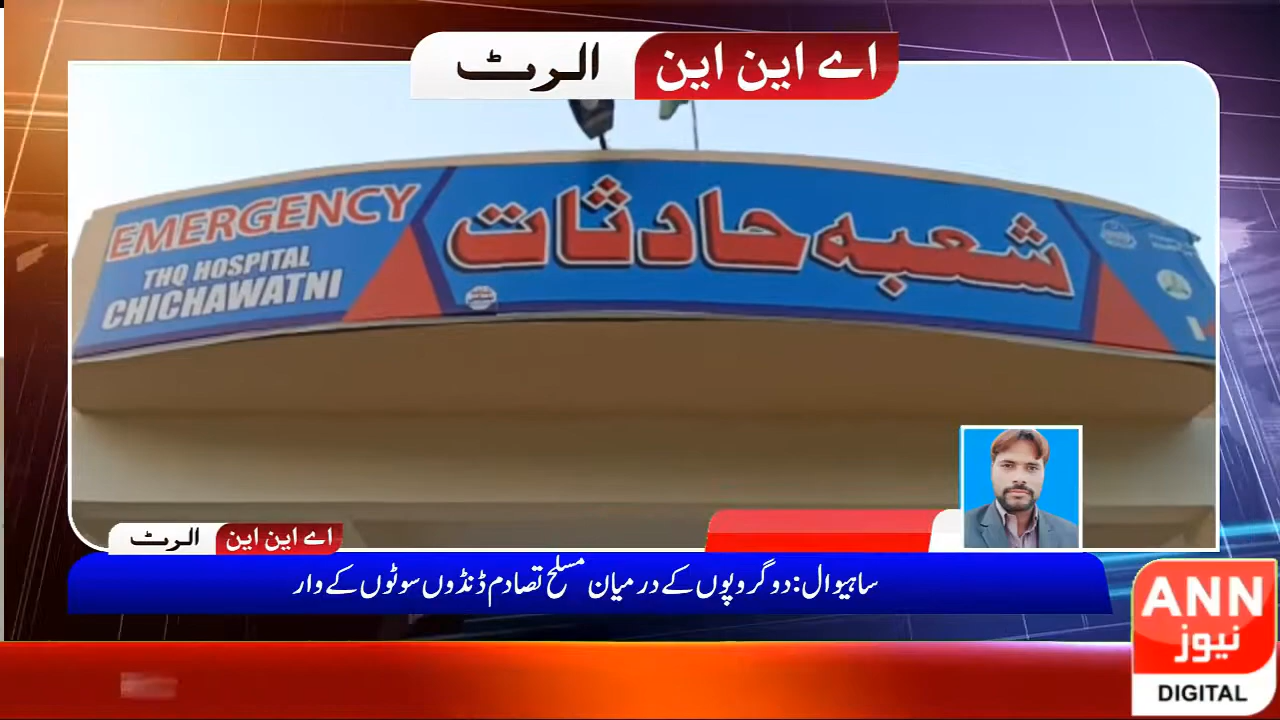 اے این این الرٹ
EMERGENCY
THQ HOSPITAL
CHICHAWATNI
شعبہ حادثات
اے این این الرٹ
ساہیوال: دو گروپوں کے درمیان مسلح تصادم ڈنڈوں سوٹوں کے وار
ANN
نیوز
DIGITAL